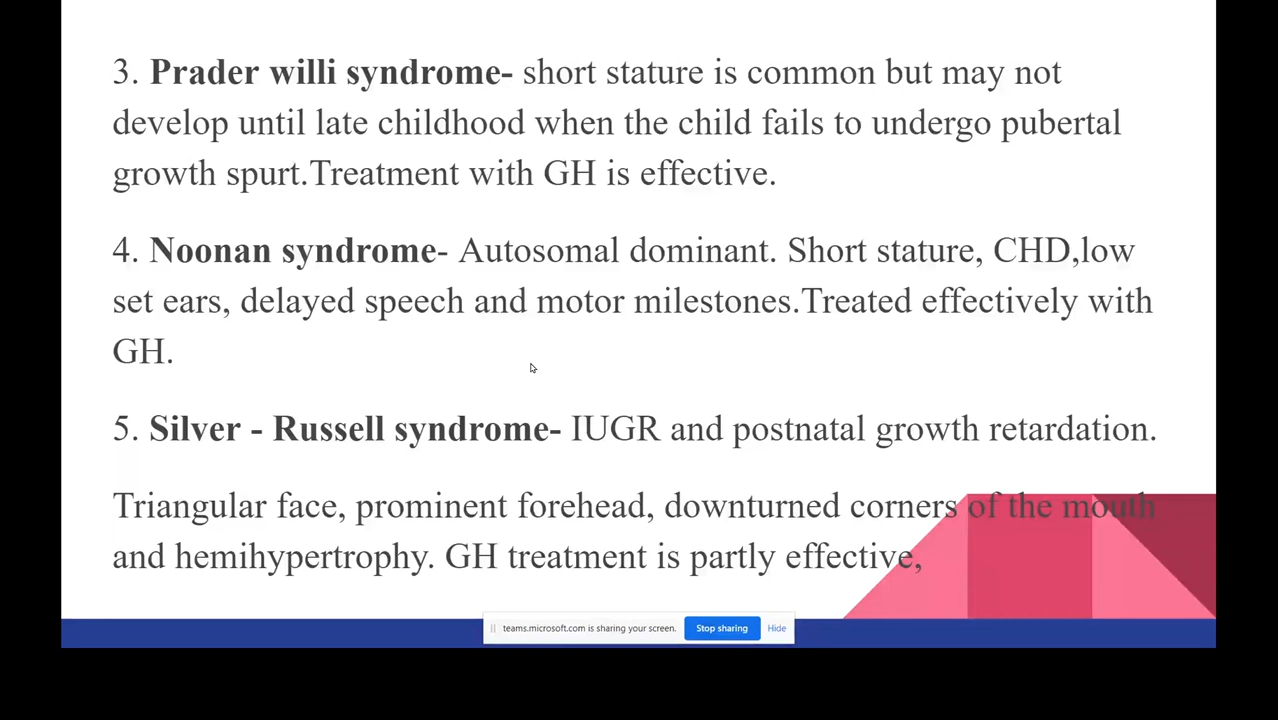 3. Prader willi syndrome- short stature is common but may not
develop until late childhood when the child fails to undergo pubertal
growth spurt.Treatment with GH is effective.
4. Noonan syndrome- Autosomal dominant. Short stature, CHD,low
set ears, delayed speech and motor milestones.Treated effectively with
GH.
5. Silver - Russell syndrome- IUGR and postnatal growth retardation.
Triangular face, prominent forehead, downturned corners of the mouth
and hemihypertrophy. GH treatment is partly effective,
teams.microsoft.com is sharing your screen. Stop sharing Hide